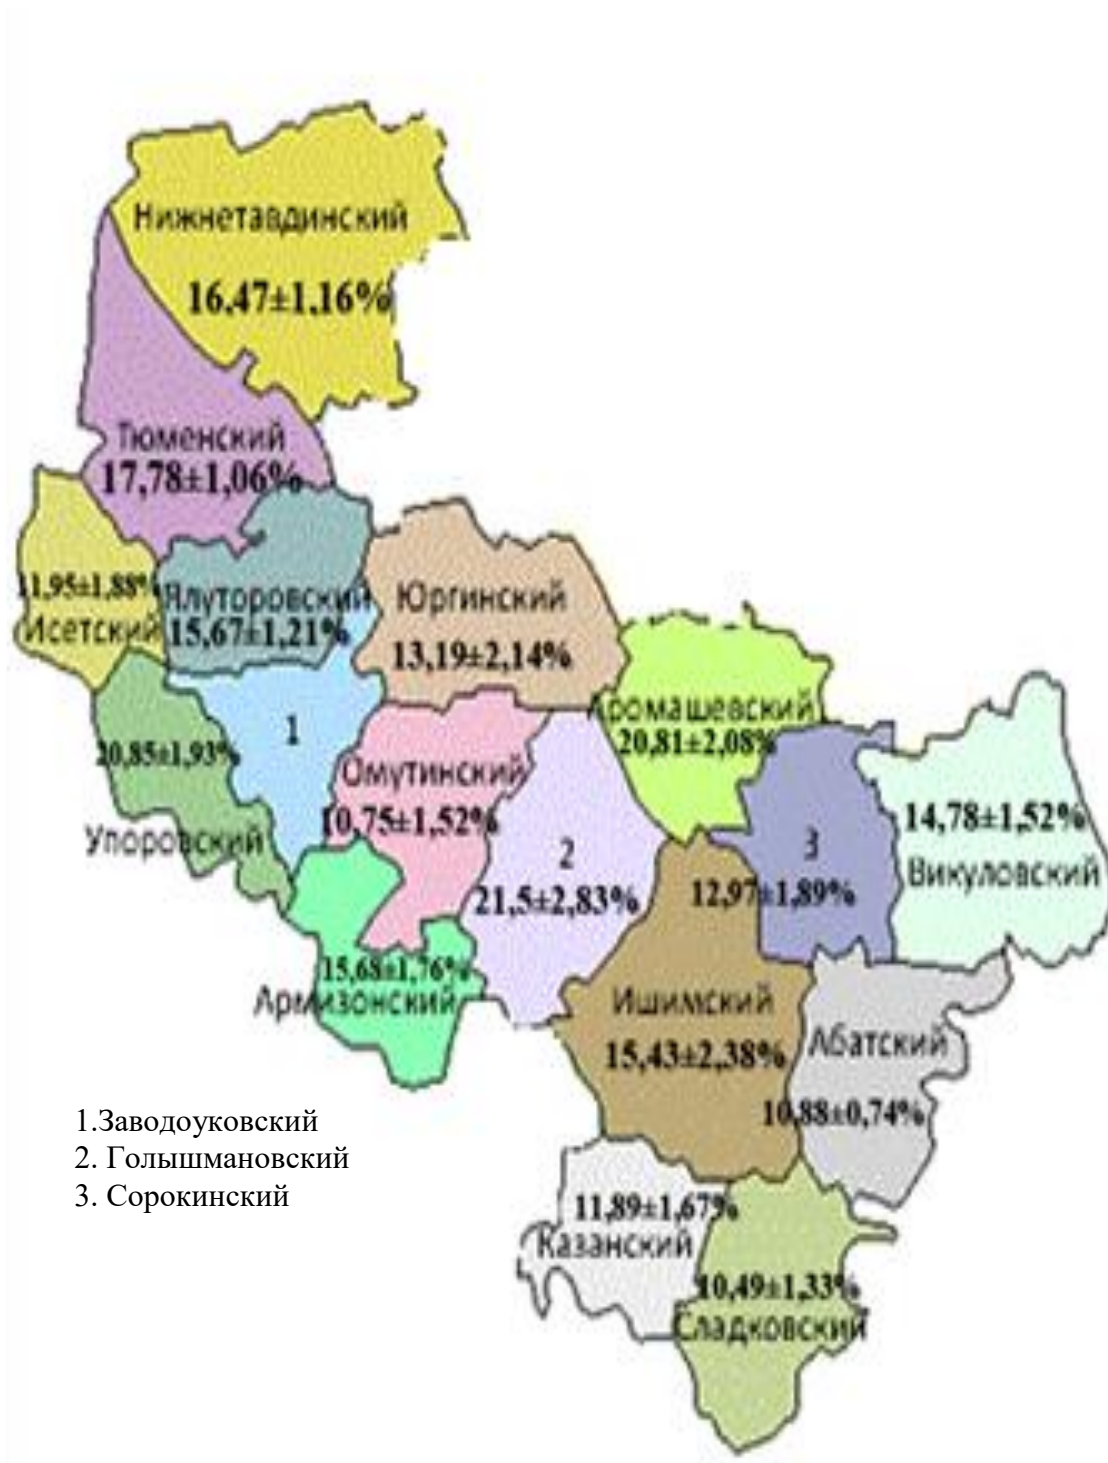 Нижнетавдинский
16,47±1,16%
Тюменский
17,78±1,06%
11,95±1,88%
Исетский
Ялуторовский
15,67±1,21%
Юргинский
13,19±2,14%
Аромашевский
20,81±2,08%
1
20,85±1,93%
Упоровский
Омутинский
10,75±1,52%
2
21,5±2,83%
3
12,97±1,89%
14,78±1,52%
Викуловский
15,68±1,76%
Армизонский
Ишимский
15,43±2,38%
Абатский
10,88±0,74%
1.Заводоуковский
2. Голышмановский
3. Сорокинский
11,89±1,67%
Казанский
10,49±1,33%
Сладковский